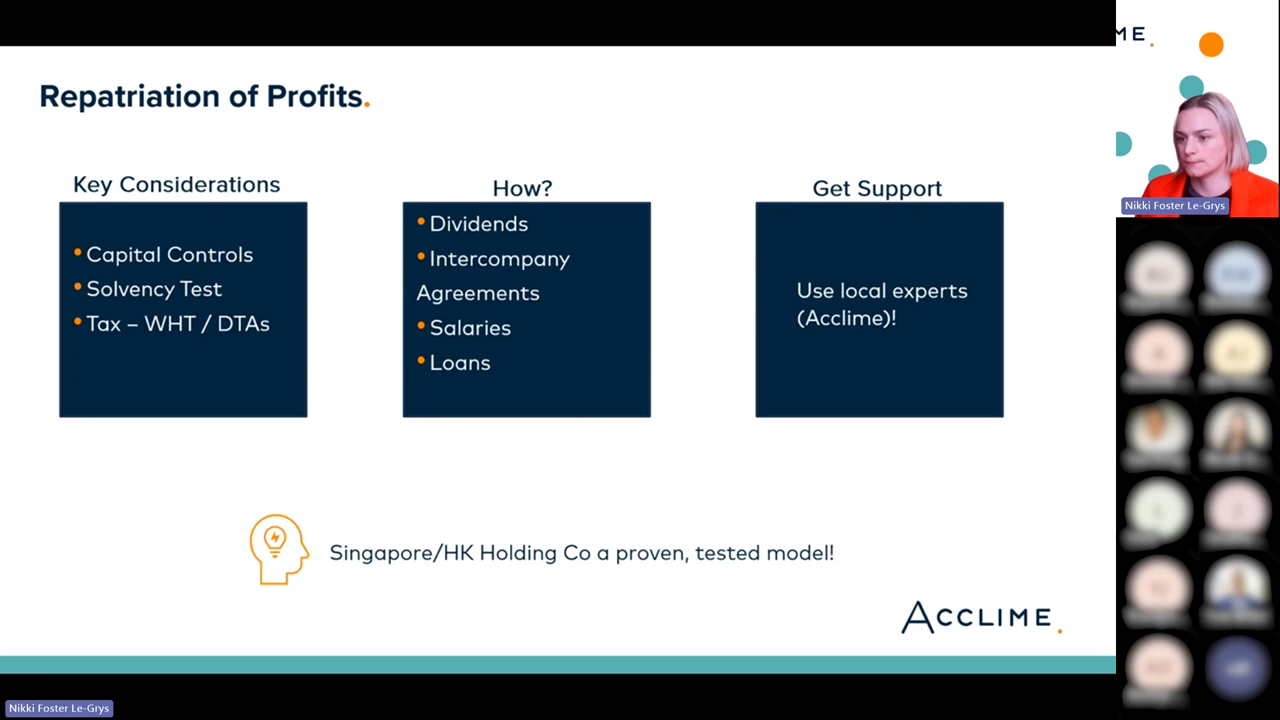 Repatriation of Profits.
Key Considerations
• Capital Controls
• Solvency Test
• Tax – WHT / DTAs
How?
• Dividends
• Intercompany
Agreements
• Salaries
• Loans
Get Support
Use local experts
(Acclime)!
Singapore/HK Holding Co a proven, tested model!
ACCLIME.
ME.
Nikki Foster Le-Grys
Nikki Foster Le-Grys